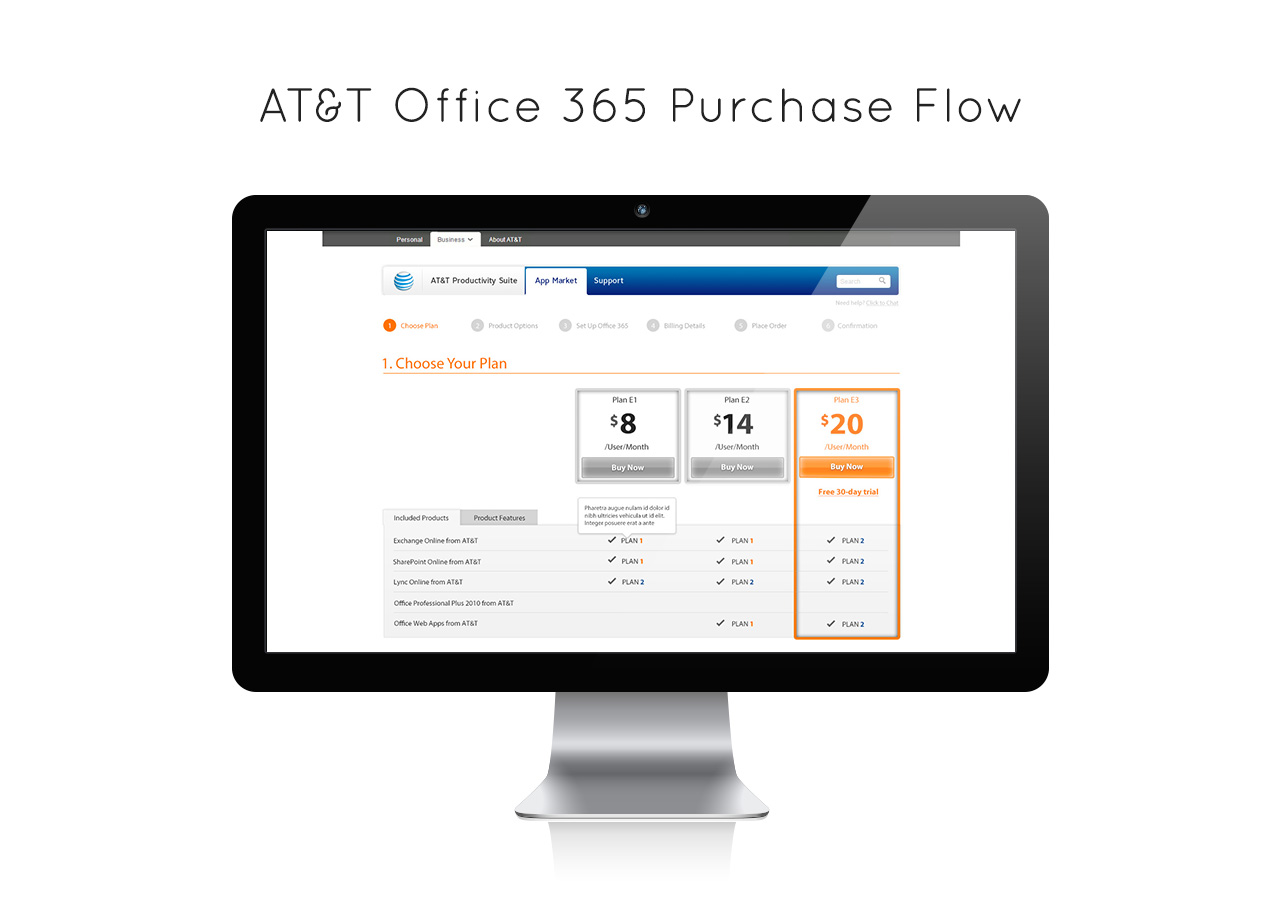 AT&T Office 365 Purchase Flow
Personal Business About AT&T
AT&T Productivity Suite App Market Support Search
Need help? Click to Chat
1 Choose Plan 2 Product Options 3 Set Up Office 365 4 Billing Details 5 Place Order 6 Confirmation
1. Choose Your Plan
Plan E1 Plan E2 Plan E3
$8 $14 $20
/User/Month /User/Month /User/Month
Buy Now Buy Now Buy Now
Free 30-day trial
Pharetra augue nulam id dolor id
nibh ultricies vehicula ut id elit.
Integer posuere erat a ante
Included Products Product Features
Exchange Online from AT&T PLAN 1 PLAN 1 PLAN 2
SharePoint Online from AT&T PLAN 1 PLAN 1 PLAN 2
Lync Online from AT&T PLAN 2 PLAN 2 PLAN 2
Office Professional Plus 2010 from AT&T
Office Web Apps from AT&T PLAN 1 PLAN 2